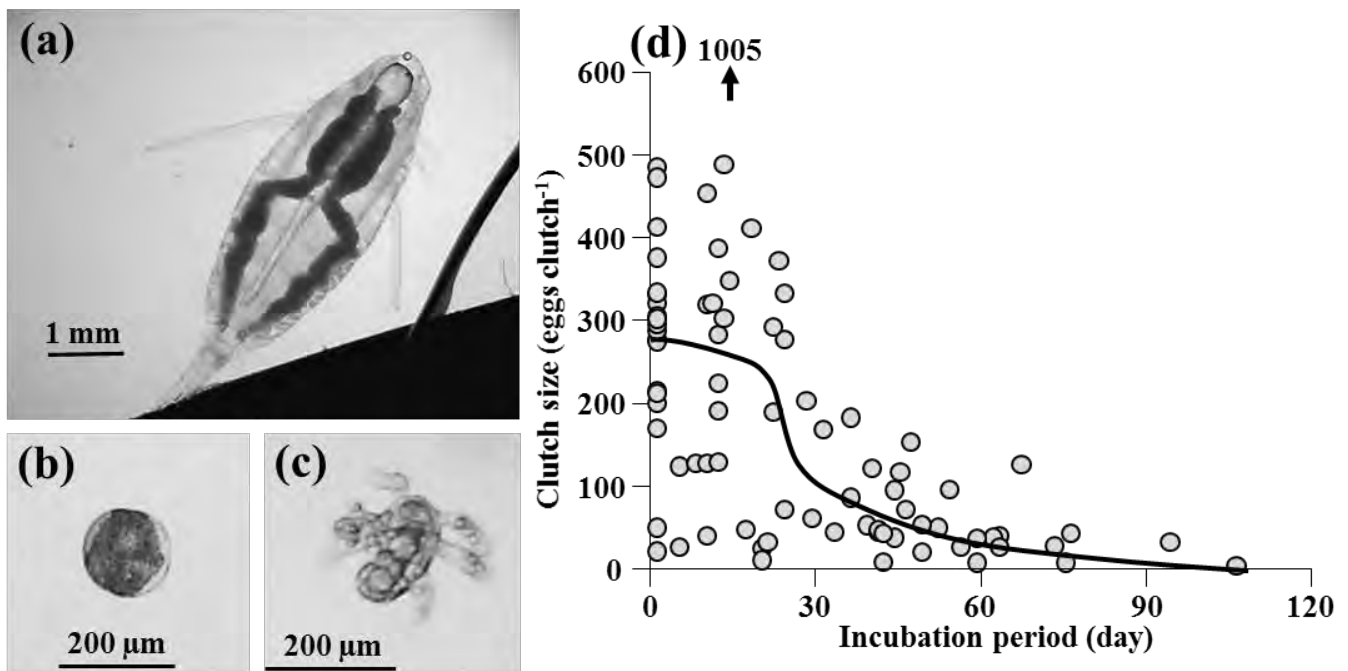 (a)
1 mm
(b)
200 μm
(c)
200 μm
(d)
1005
600
500
400
300
200
100
0
Clutch size (eggs clutch⁻¹)
0 30 60 90 120
Incubation period (day)